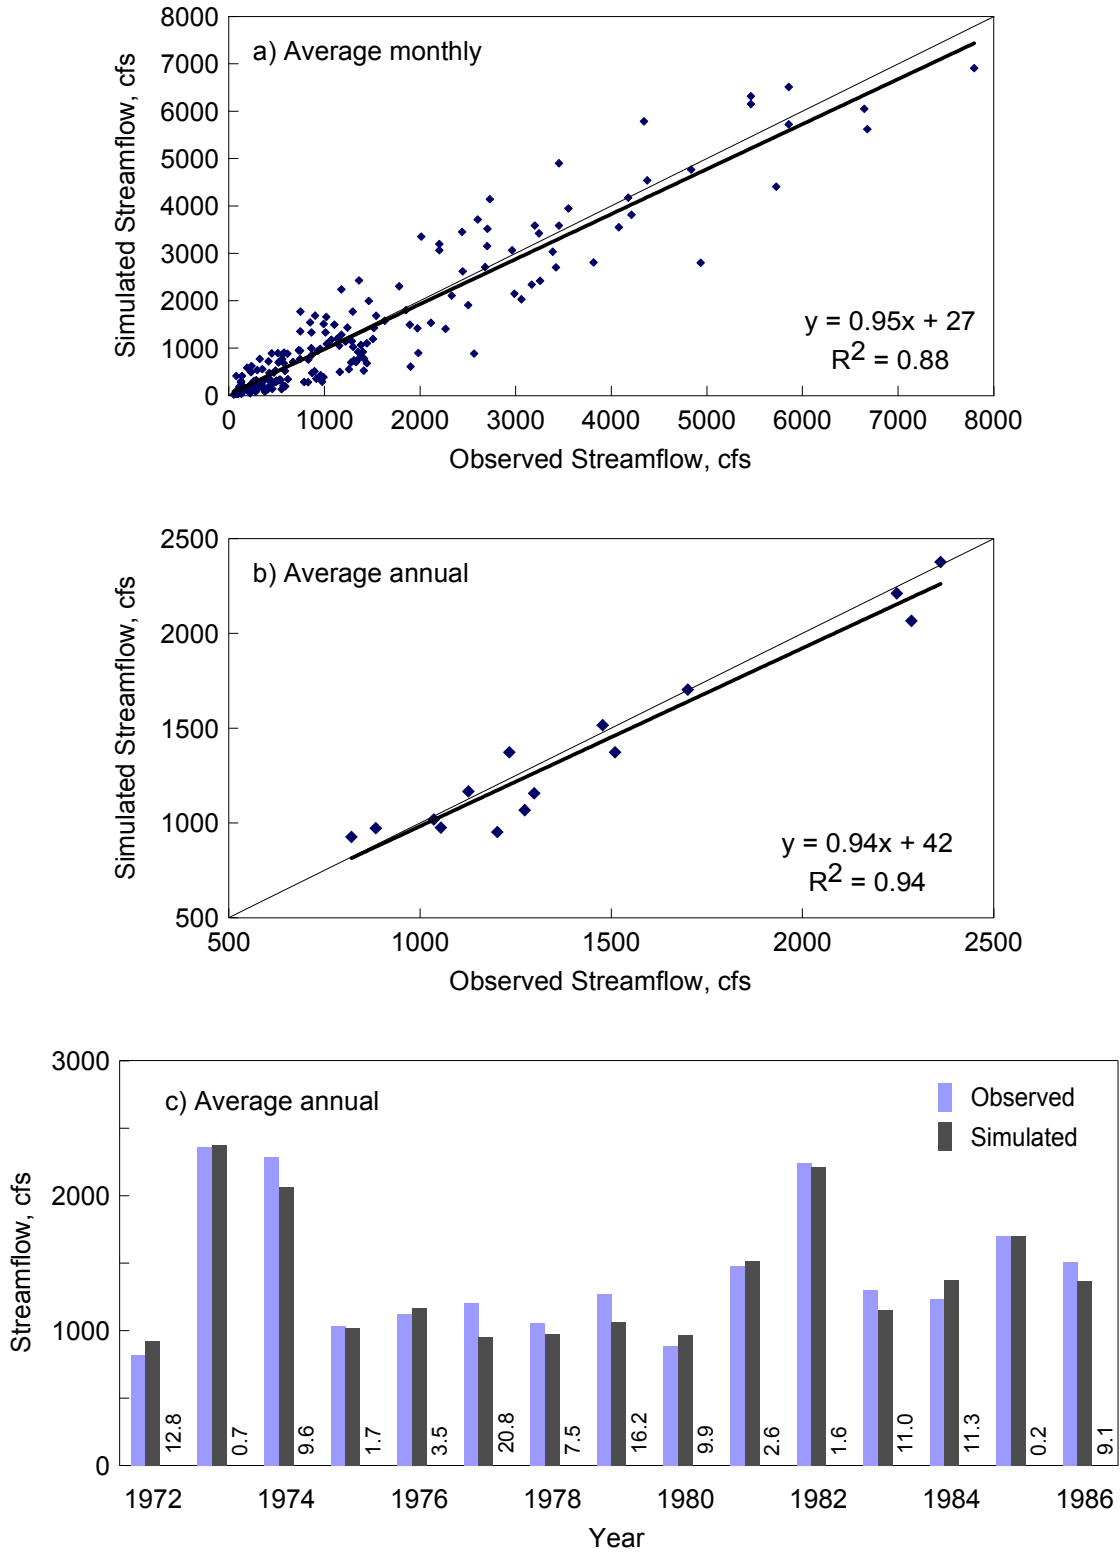 8000
7000
6000
5000
4000
3000
2000
1000
0
Simulated Streamflow, cfs
a) Average monthly
y = 0.95x + 27
R2 = 0.88
0 1000 2000 3000 4000 5000 6000 7000 8000
Observed Streamflow, cfs
2500
2000
1500
1000
500
Simulated Streamflow, cfs
b) Average annual
y = 0.94x + 42
R2 = 0.94
500 1000 1500 2000 2500
Observed Streamflow, cfs
3000
2000
1000
0
Streamflow, cfs
c) Average annual
Observed
Simulated
12.8 0.7 9.6 1.7 3.5 20.8 7.5 16.2 9.9 2.6 1.6 11.0 11.3 0.2 9.1
1972 1974 1976 1978 1980 1982 1984 1986
Year